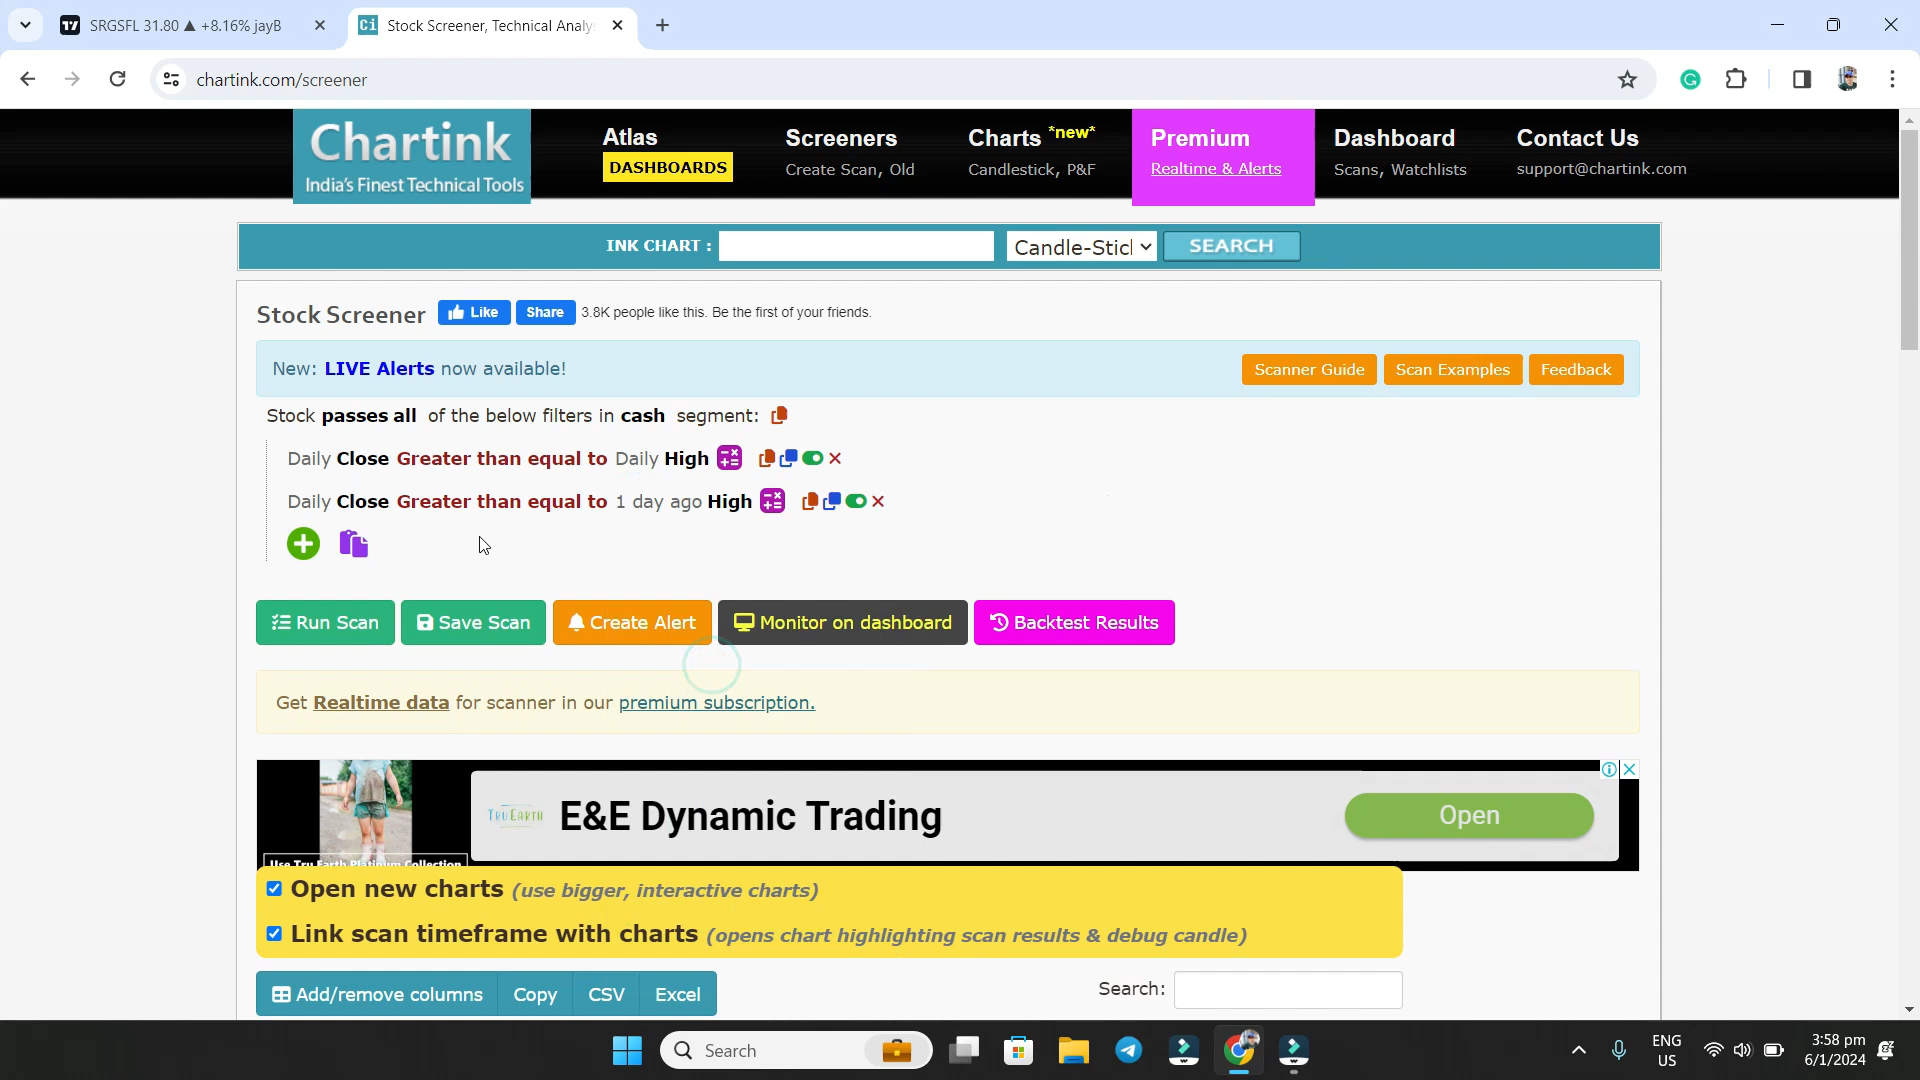 SRGSFL 31.80 ▲ +8.16% jayB
Stock Screener, Technical Analys
chartink.com/screener
Chartink
India's Finest Technical Tools
Atlas
DASHBOARDS
Screeners
Create Scan, Old
Charts *new*
Candlestick, P&F
Premium
Realtime & Alerts
Dashboard
Scans, Watchlists
Contact Us
support@chartink.com
INK CHART :
Candle-Sticl
SEARCH
Stock Screener
Like
Share
3.8K people like this. Be the first of your friends.
New: LIVE Alerts now available!
Scanner Guide
Scan Examples
Feedback
Stock passes all of the below filters in cash segment:
Daily Close Greater than equal to Daily High
Daily Close Greater than equal to 1 day ago High
Run Scan
Save Scan
Create Alert
Monitor on dashboard
Backtest Results
Get Realtime data for scanner in our premium subscription.
TRU EARTH
E&E Dynamic Trading
Open
Use Tru Earth Platinum Collection
Open new charts (use bigger, interactive charts)
Link scan timeframe with charts (opens chart highlighting scan results & debug candle)
Add/remove columns
Copy
CSV
Excel
Search:
Search
ENG
US
3:58 pm
6/1/2024